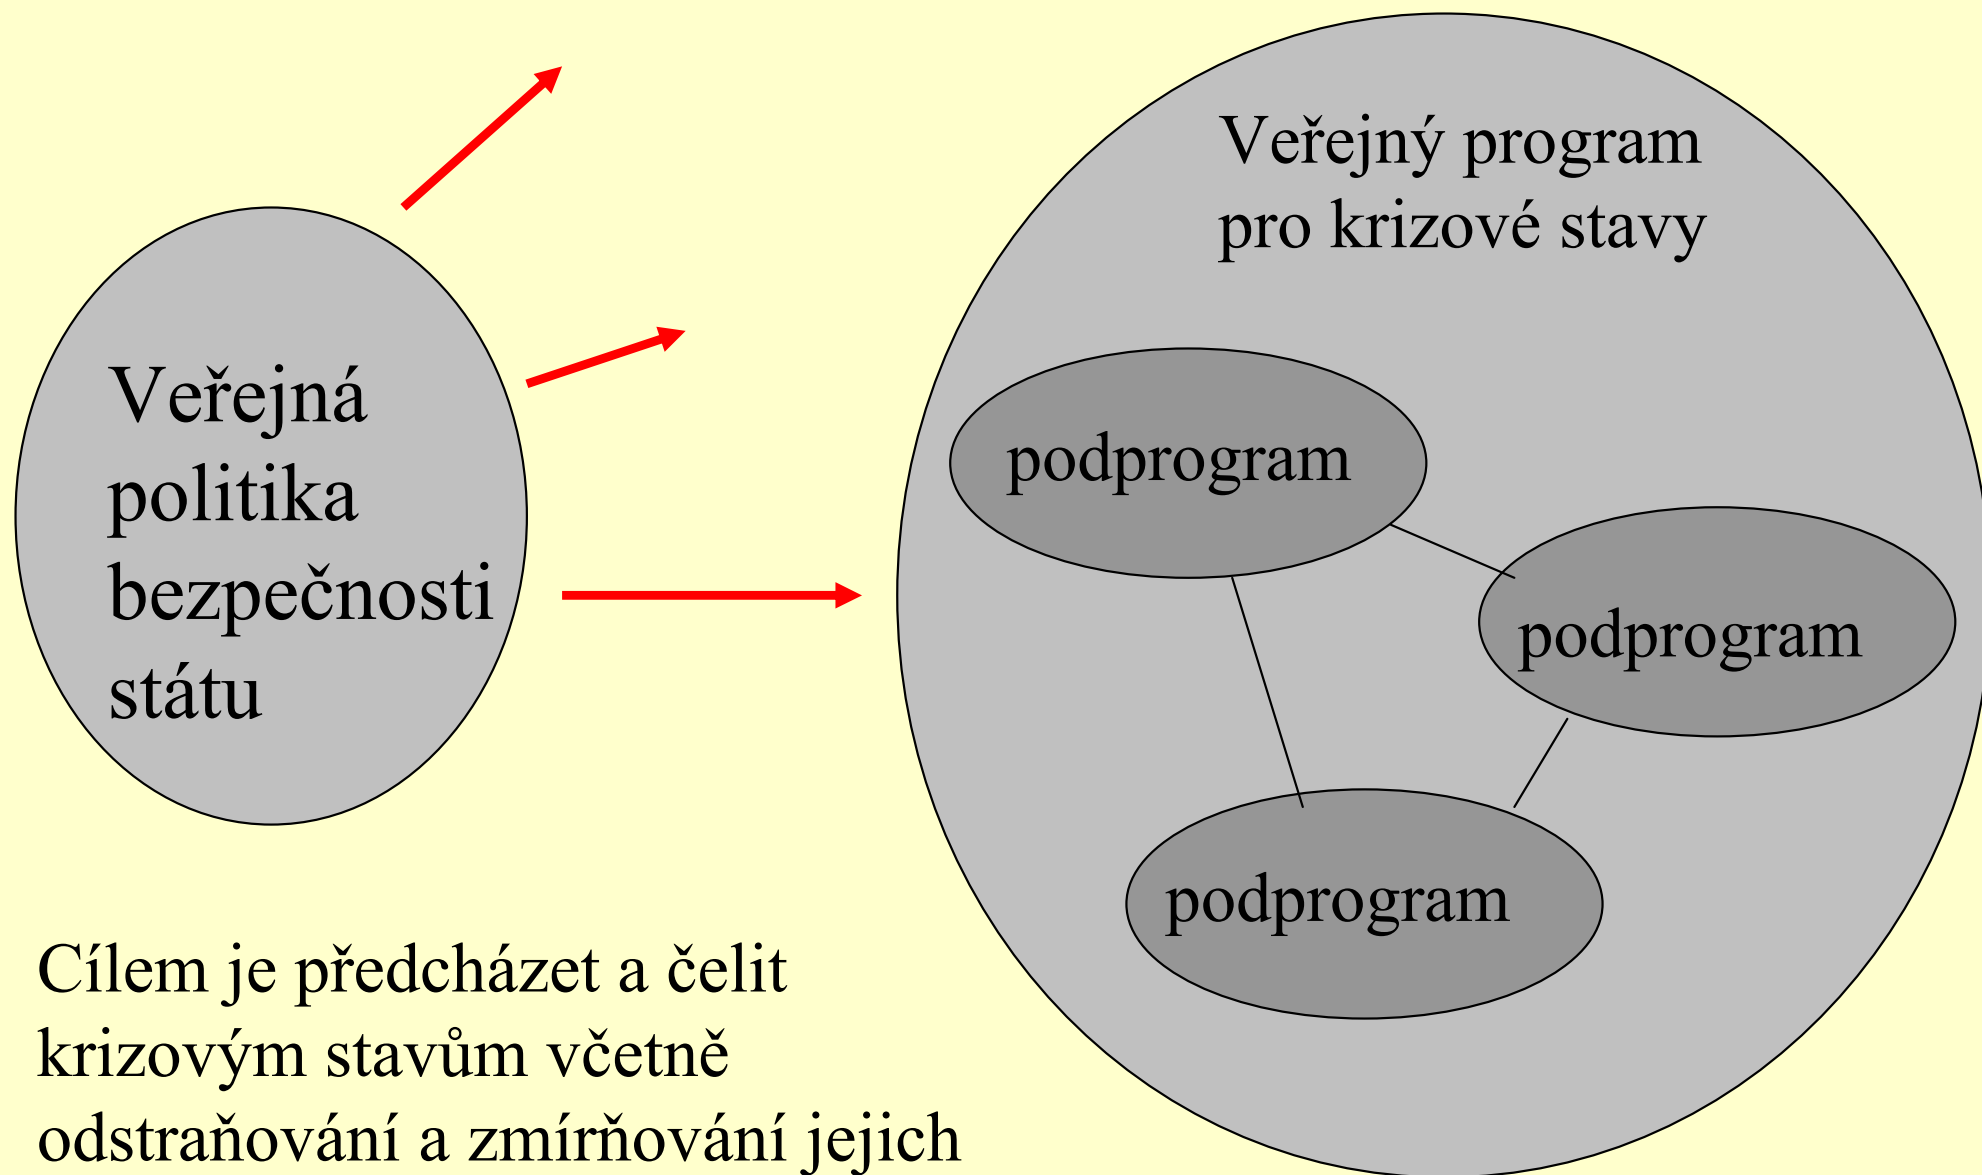 Veřejný program
pro krizové stavy
Veřejná
politika
bezpečnosti
státu
podprogram
podprogram
podprogram
Cílem je předcházet a čelit
krizovým stavům včetně
odstraňování a zmírňování jejich